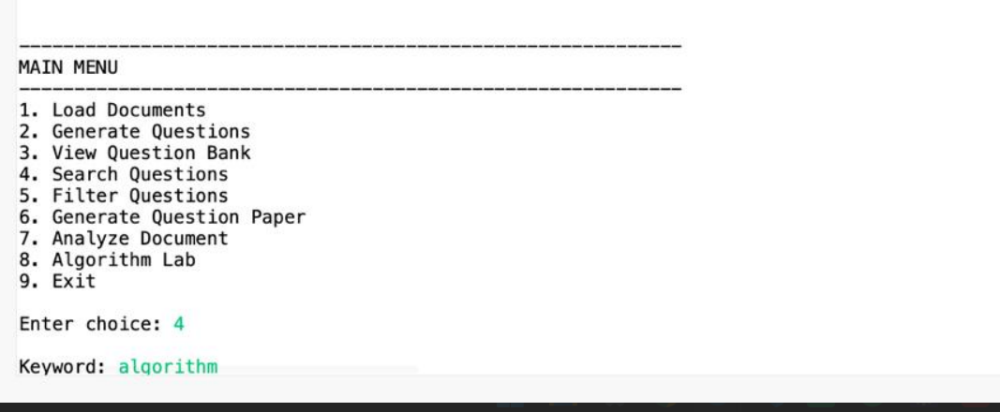 ------------------------------------------------------------
MAIN MENU
------------------------------------------------------------
1. Load Documents
2. Generate Questions
3. View Question Bank
4. Search Questions
5. Filter Questions
6. Generate Question Paper
7. Analyze Document
8. Algorithm Lab
9. Exit
Enter choice: 4
Keyword: algorithm